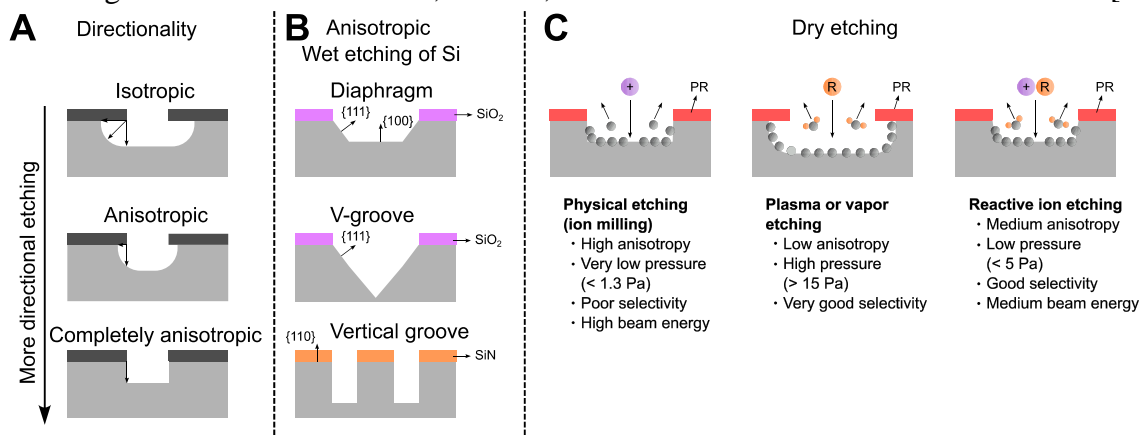 A
Directionality
Isotropic
Anisotropic
Completely anisotropic
More directional etching
B
Anisotropic
Wet etching of Si
Diaphragm
{111}
{100}
SiO₂
V-groove
{111}
SiO₂
Vertical groove
{110}
SiN
C
Dry etching
+
PR
R
PR
+
R
PR
Physical etching
(ion milling)
・High anisotropy
・Very low pressure
(< 1.3 Pa)
・Poor selectivity
・High beam energy
Plasma or vapor
etching
・Low anisotropy
・High pressure
(> 15 Pa)
・Very good selectivity
Reactive ion etching
・Medium anisotropy
・Low pressure
(< 5 Pa)
・Good selectivity
・Medium beam energy